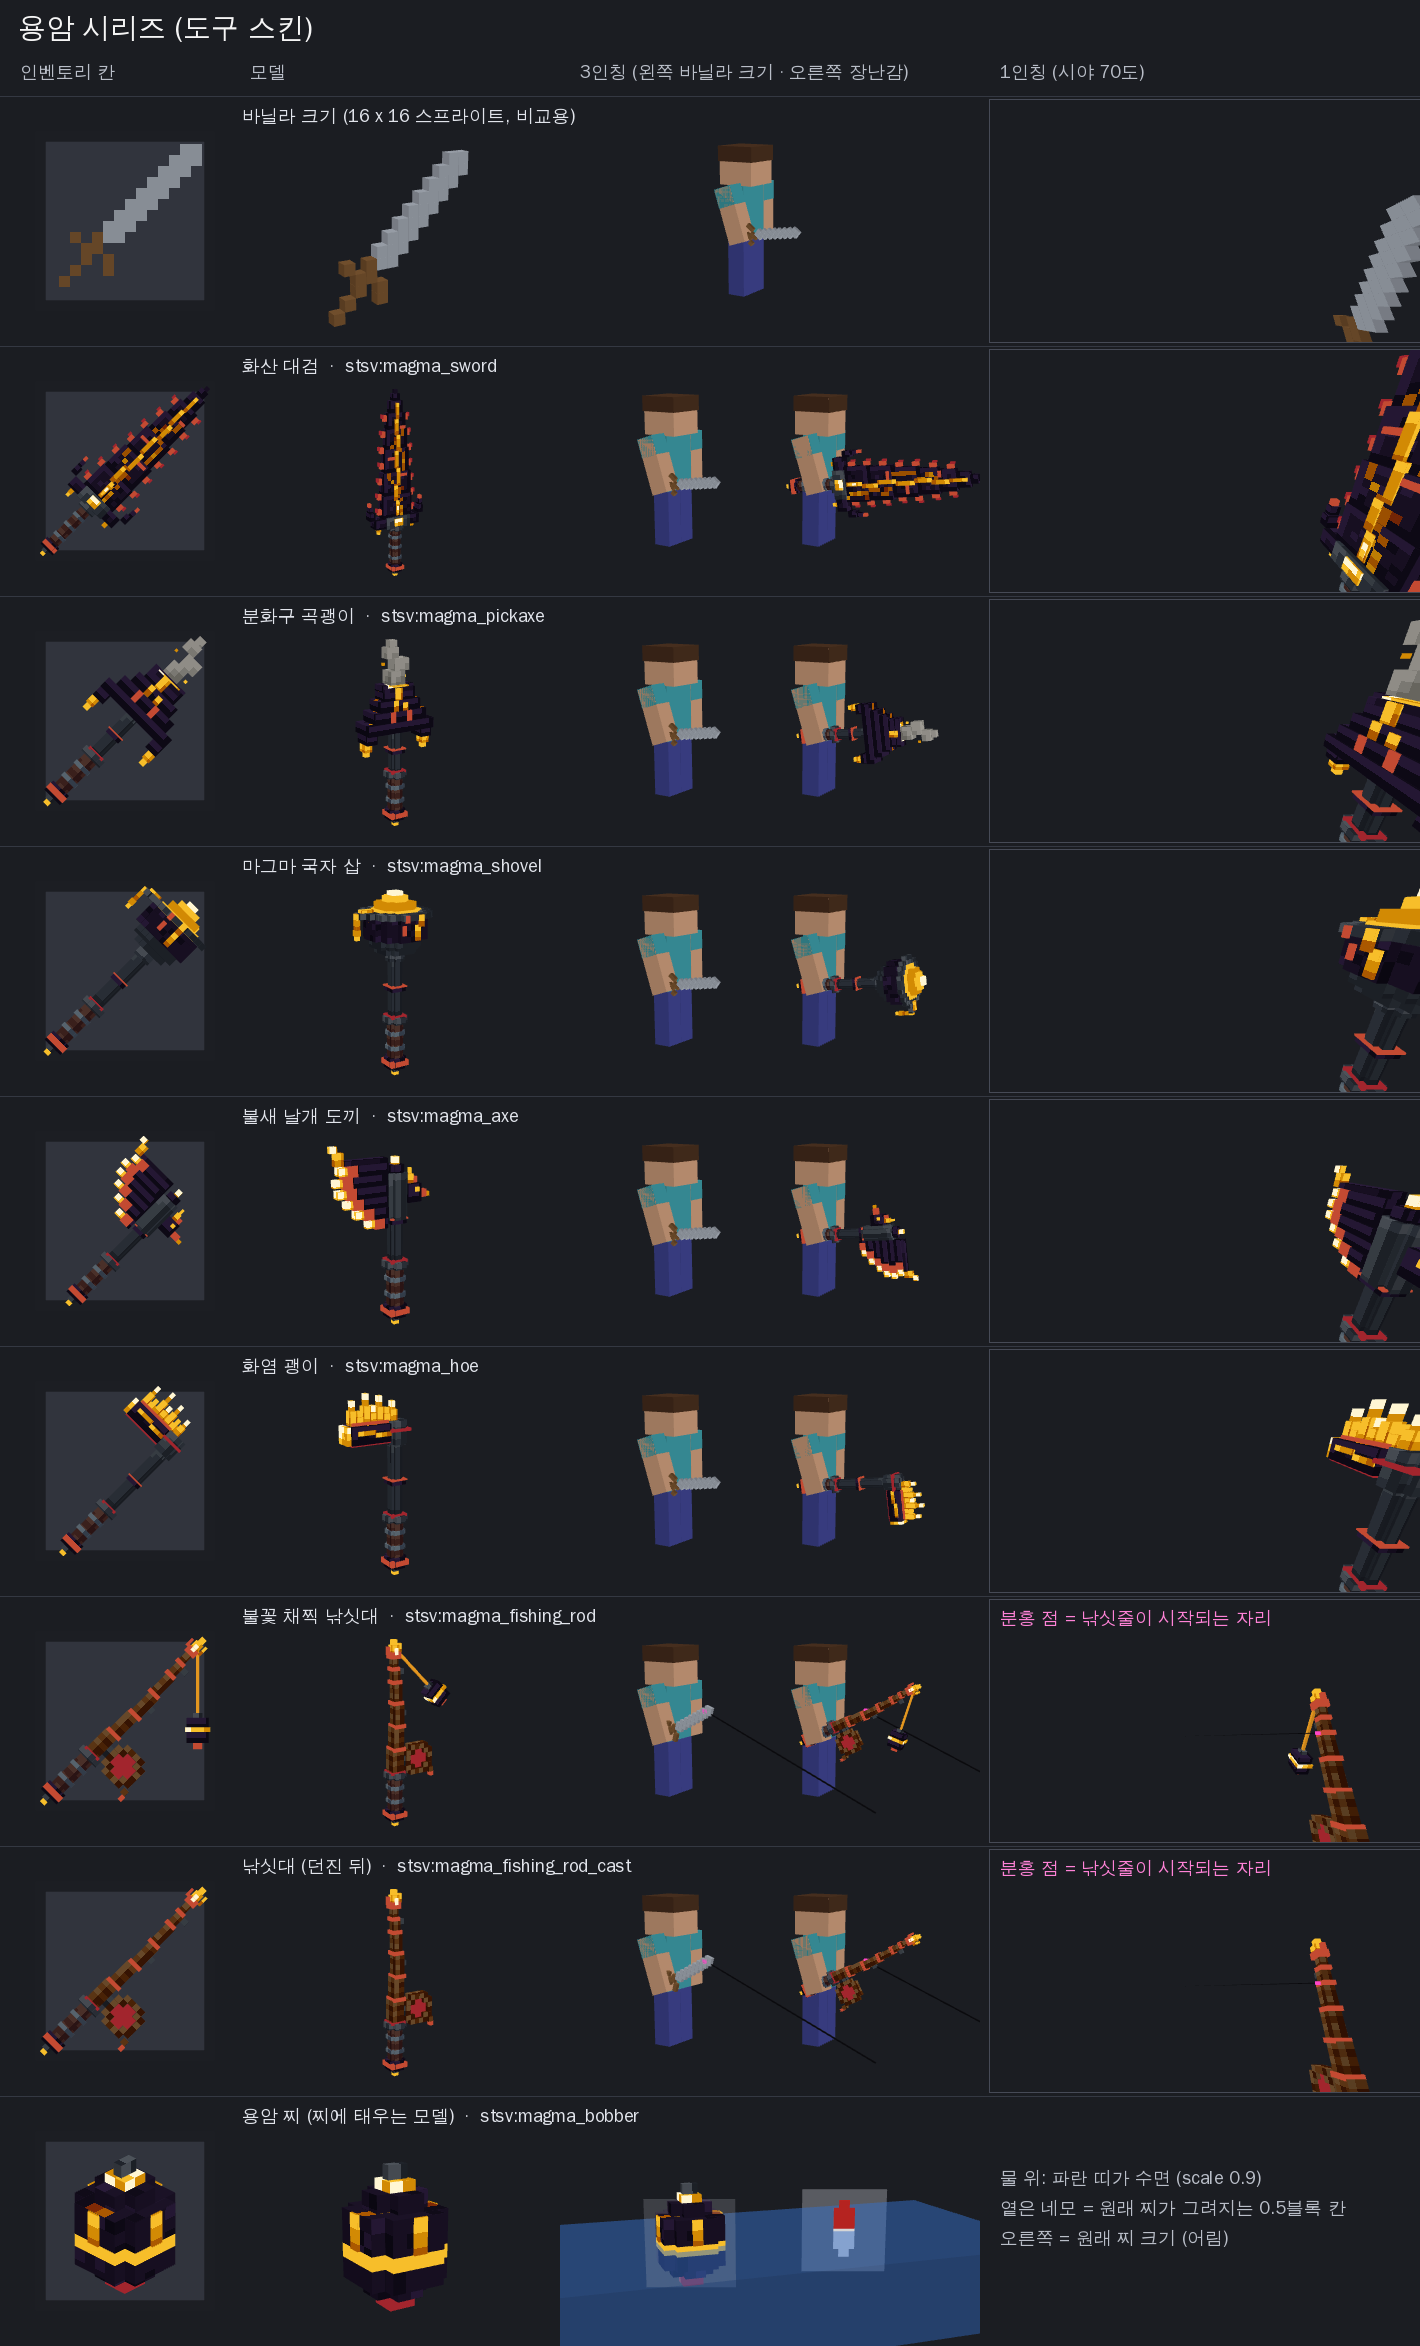 용암 시리즈 (도구 스킨)
인벤토리 칸
모델
3인칭 (왼쪽 바닐라 크기 · 오른쪽 장난감)
1인칭 (시야 70도)
바닐라 크기 (16 x 16 스프라이트, 비교용)
화산 대검 · stsv:magma_sword
분화구 곡괭이 · stsv:magma_pickaxe
마그마 국자 삽 · stsv:magma_shovel
불새 날개 도끼 · stsv:magma_axe
화염 괭이 · stsv:magma_hoe
불꽃 채찍 낚싯대 · stsv:magma_fishing_rod
분홍 점 = 낚싯줄이 시작되는 자리
낚싯대 (던진 뒤) · stsv:magma_fishing_rod_cast
분홍 점 = 낚싯줄이 시작되는 자리
용암 찌 (찌에 태우는 모델) · stsv:magma_bobber
물 위: 파란 띠가 수면 (scale 0.9)
옅은 네모 = 원래 찌가 그려지는 0.5블록 칸
오른쪽 = 원래 찌 크기 (어림)